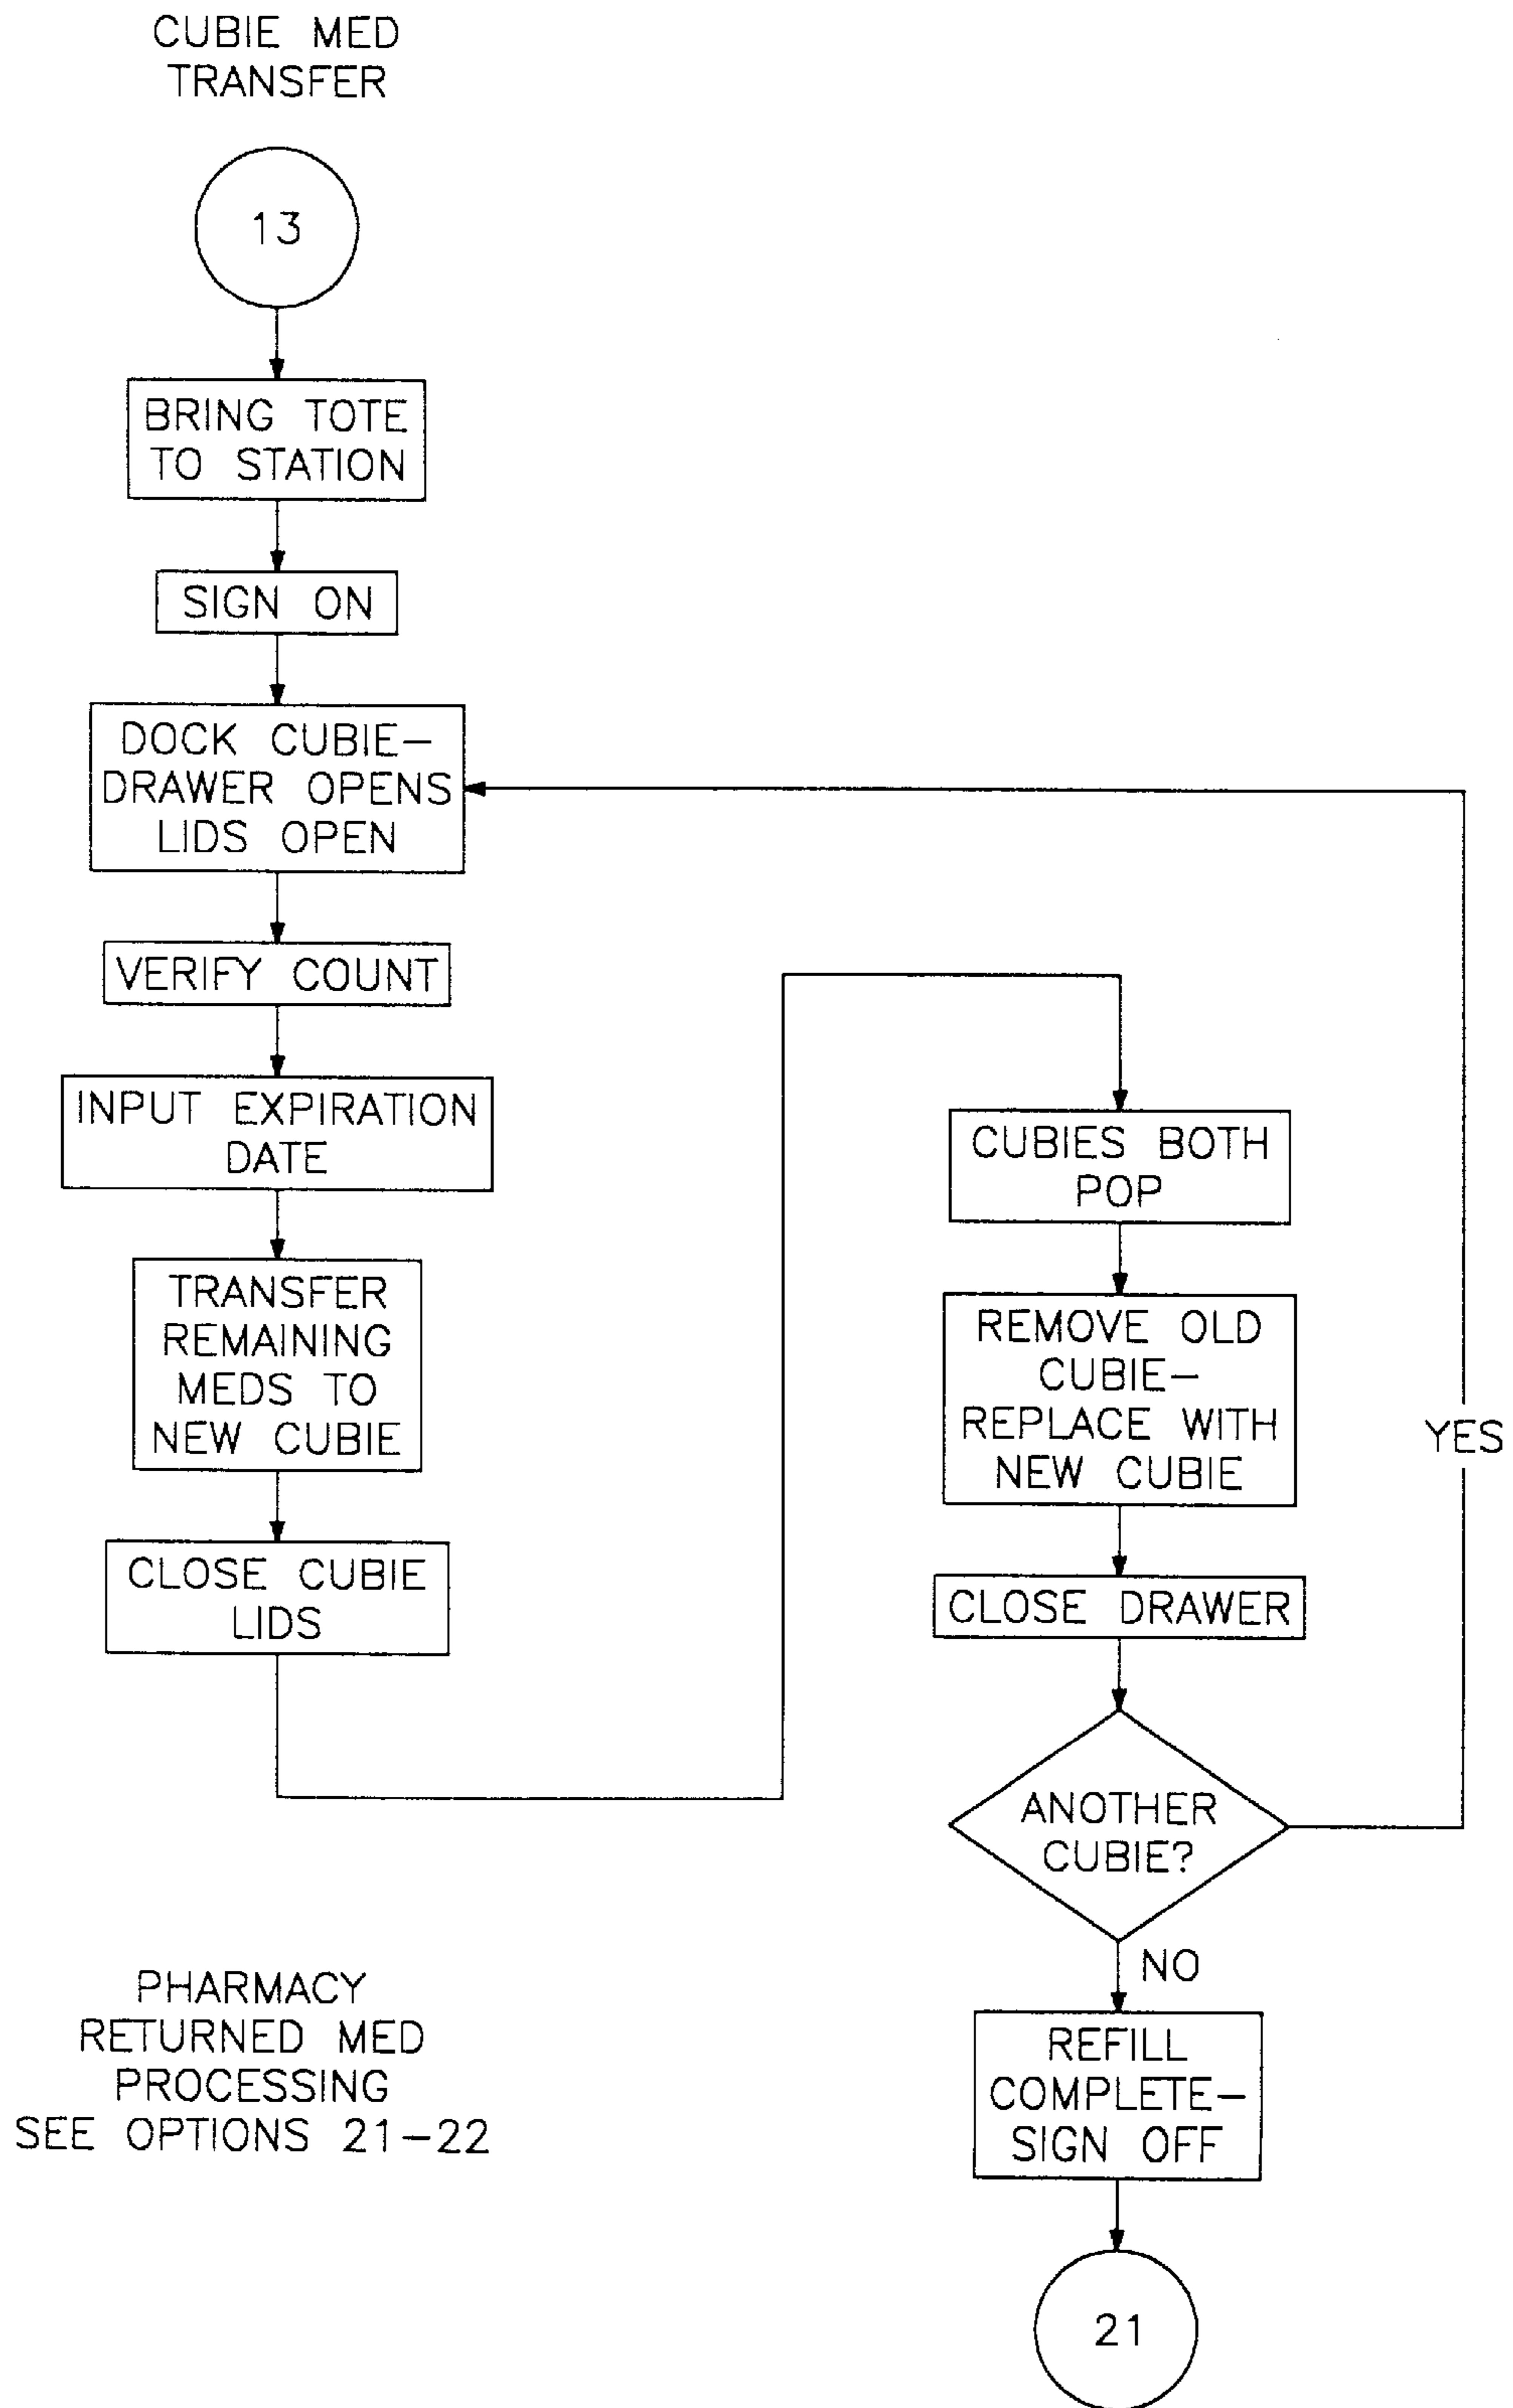 CUBIE MED
TRANSFER
13
BRING TOTE
TO STATION
SIGN ON
DOCK CUBIE–
DRAWER OPENS
LIDS OPEN
VERIFY COUNT
INPUT EXPIRATION
DATE
TRANSFER
REMAINING
MEDS TO
NEW CUBIE
CLOSE CUBIE
LIDS
CUBIES BOTH
POP
REMOVE OLD
CUBIE–
REPLACE WITH
NEW CUBIE
CLOSE DRAWER
ANOTHER
CUBIE?
YES
NO
REFILL
COMPLETE–
SIGN OFF
21
PHARMACY
RETURNED MED
PROCESSING
SEE OPTIONS 21–22